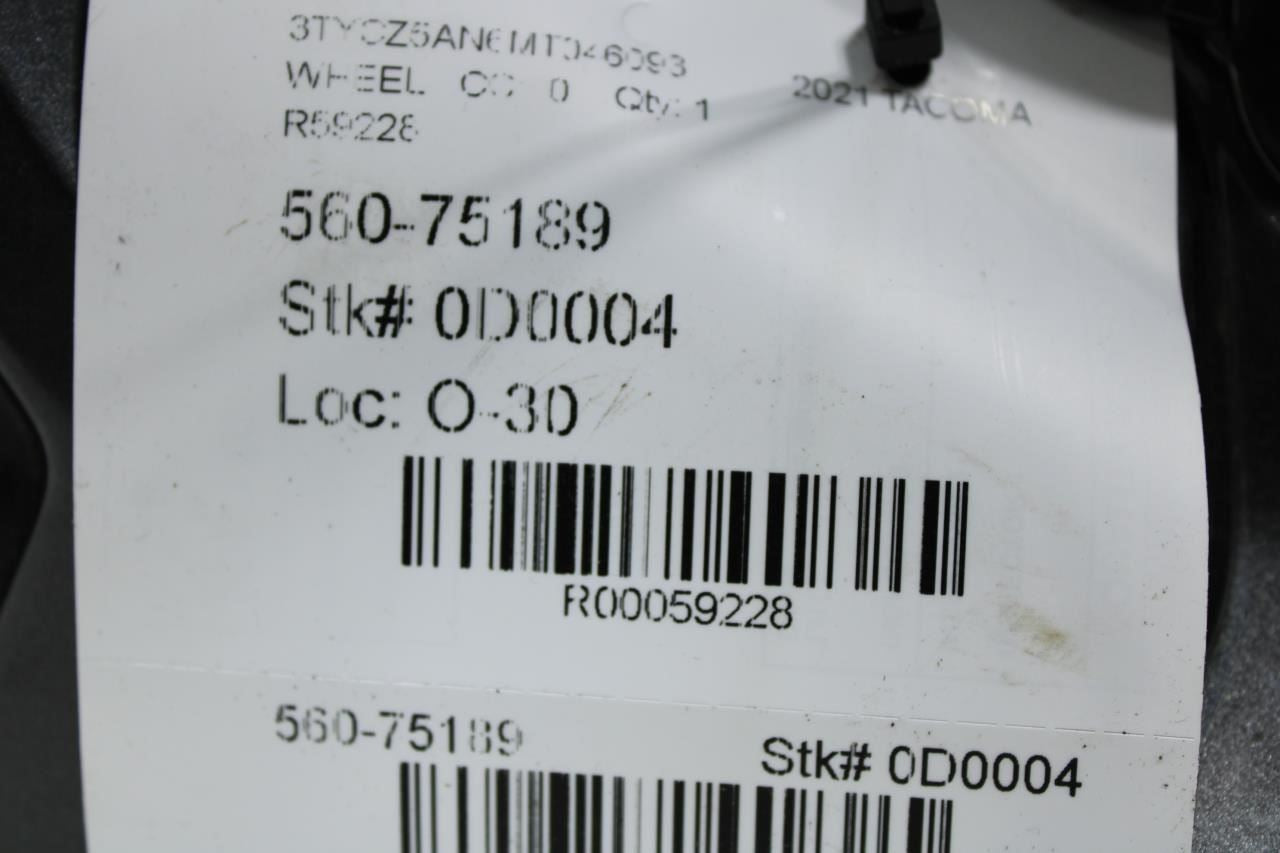 3TYCZ5AN6MT046093
WHEEL CC: 0 Qty: 1 2021 TACOMA
R59228
560-75189
Stk# 0D0004
Loc: O-30
R00059228
560-75189 Stk# 0D0004